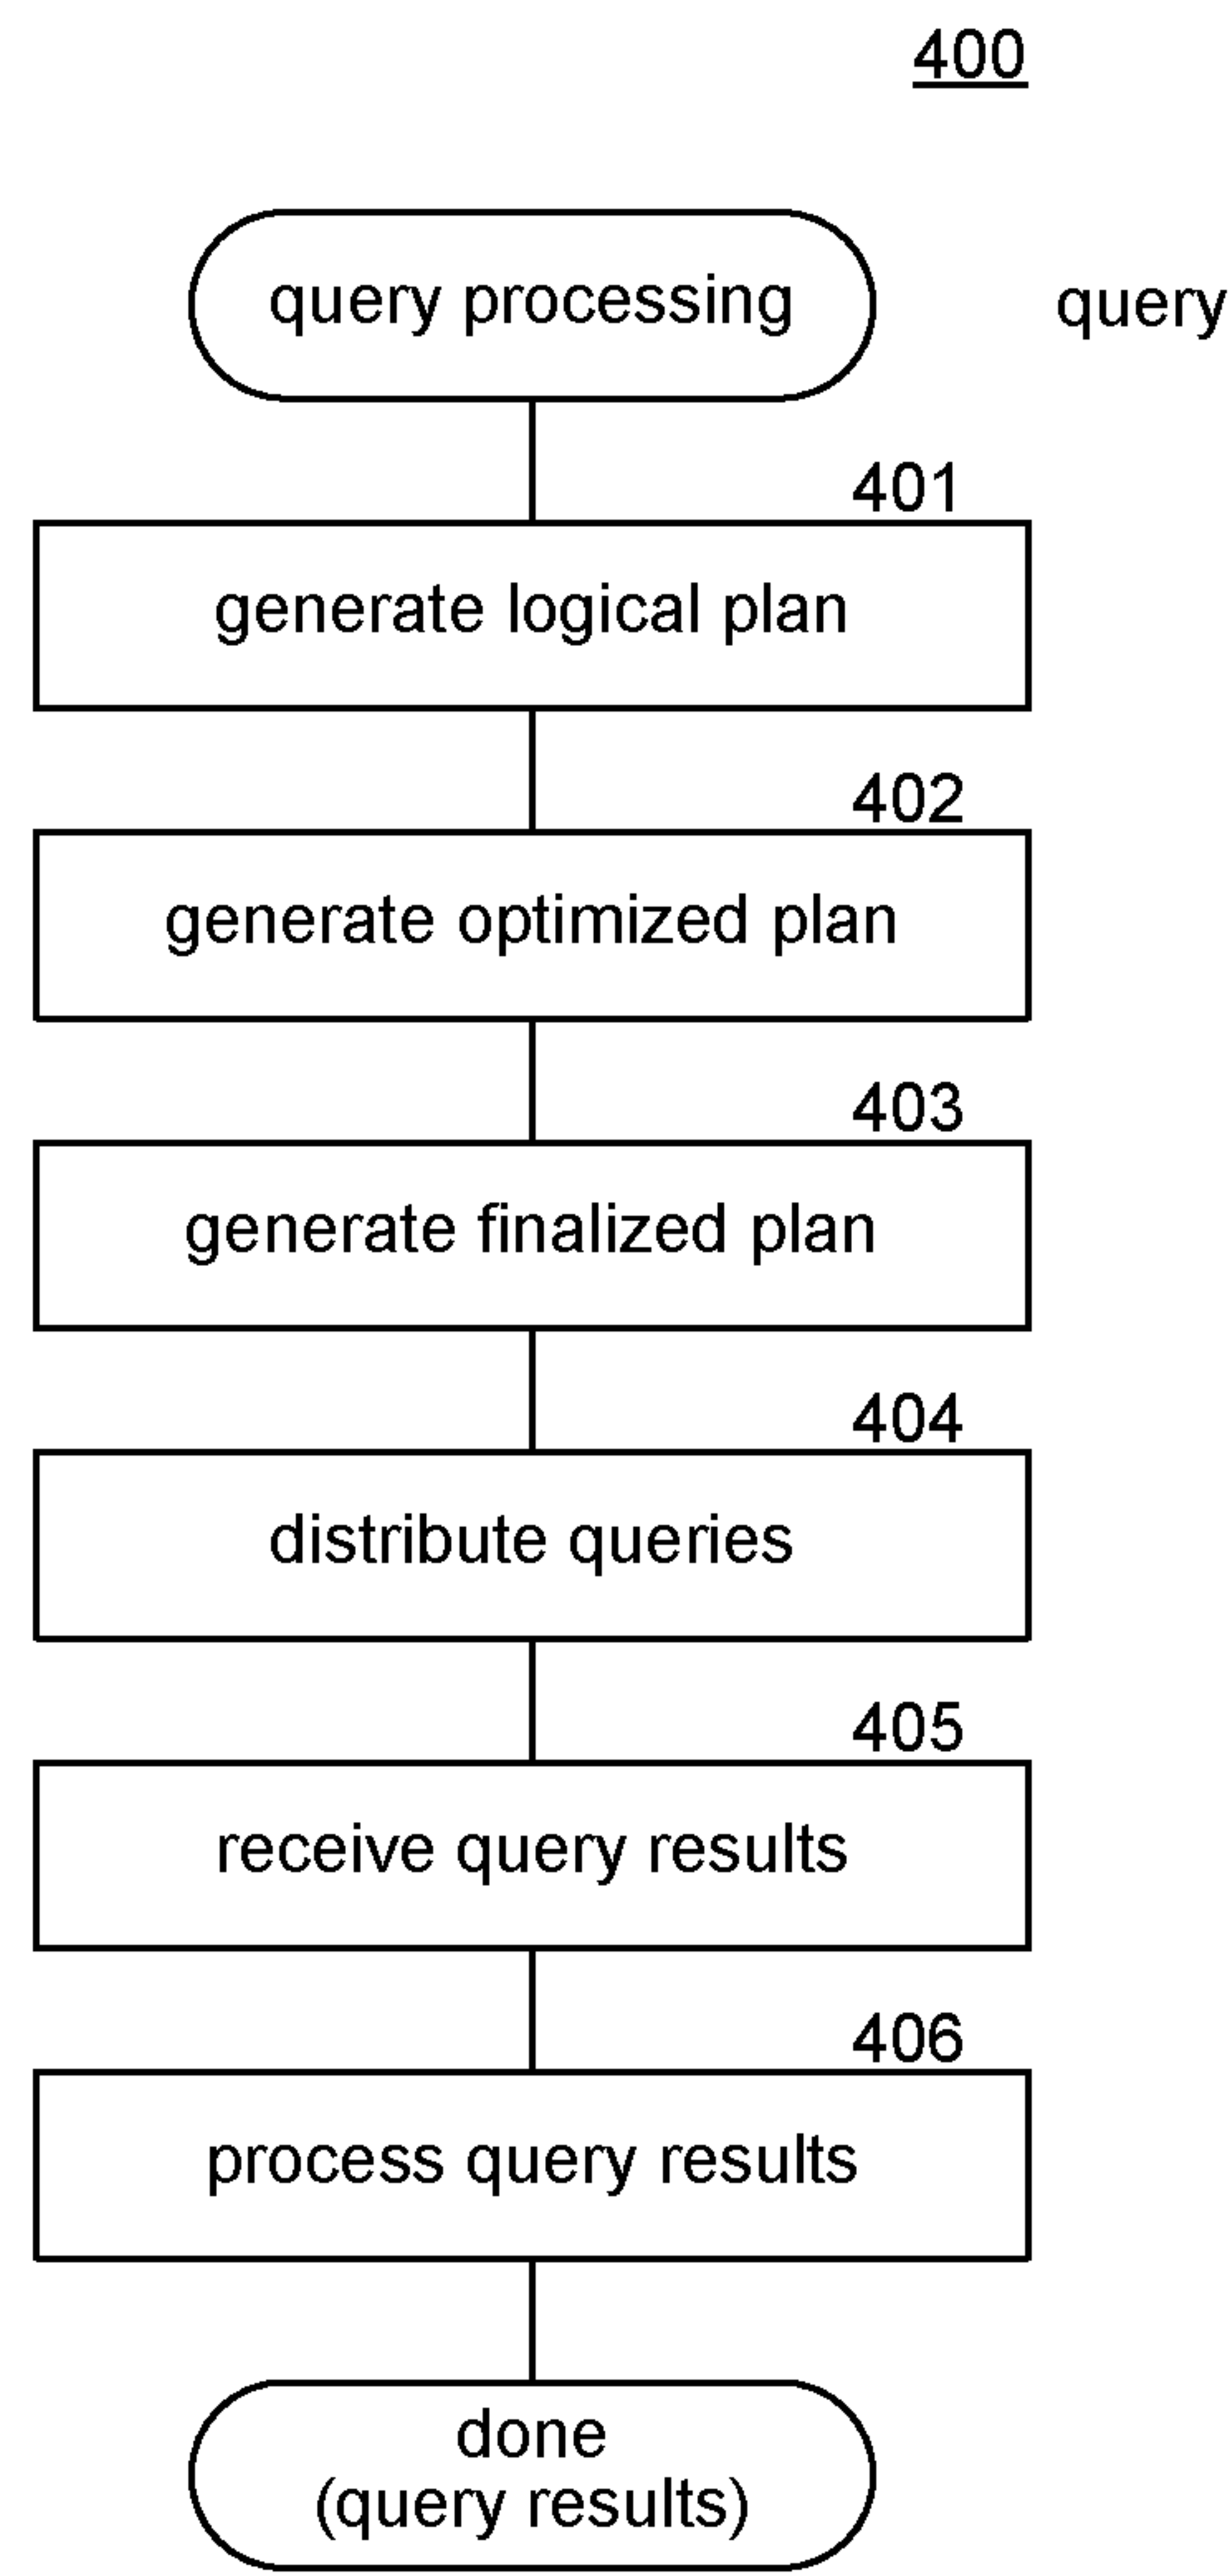 400
query processing
query
401
generate logical plan
402
generate optimized plan
403
generate finalized plan
404
distribute queries
405
receive query results
406
process query results
done
(query results)